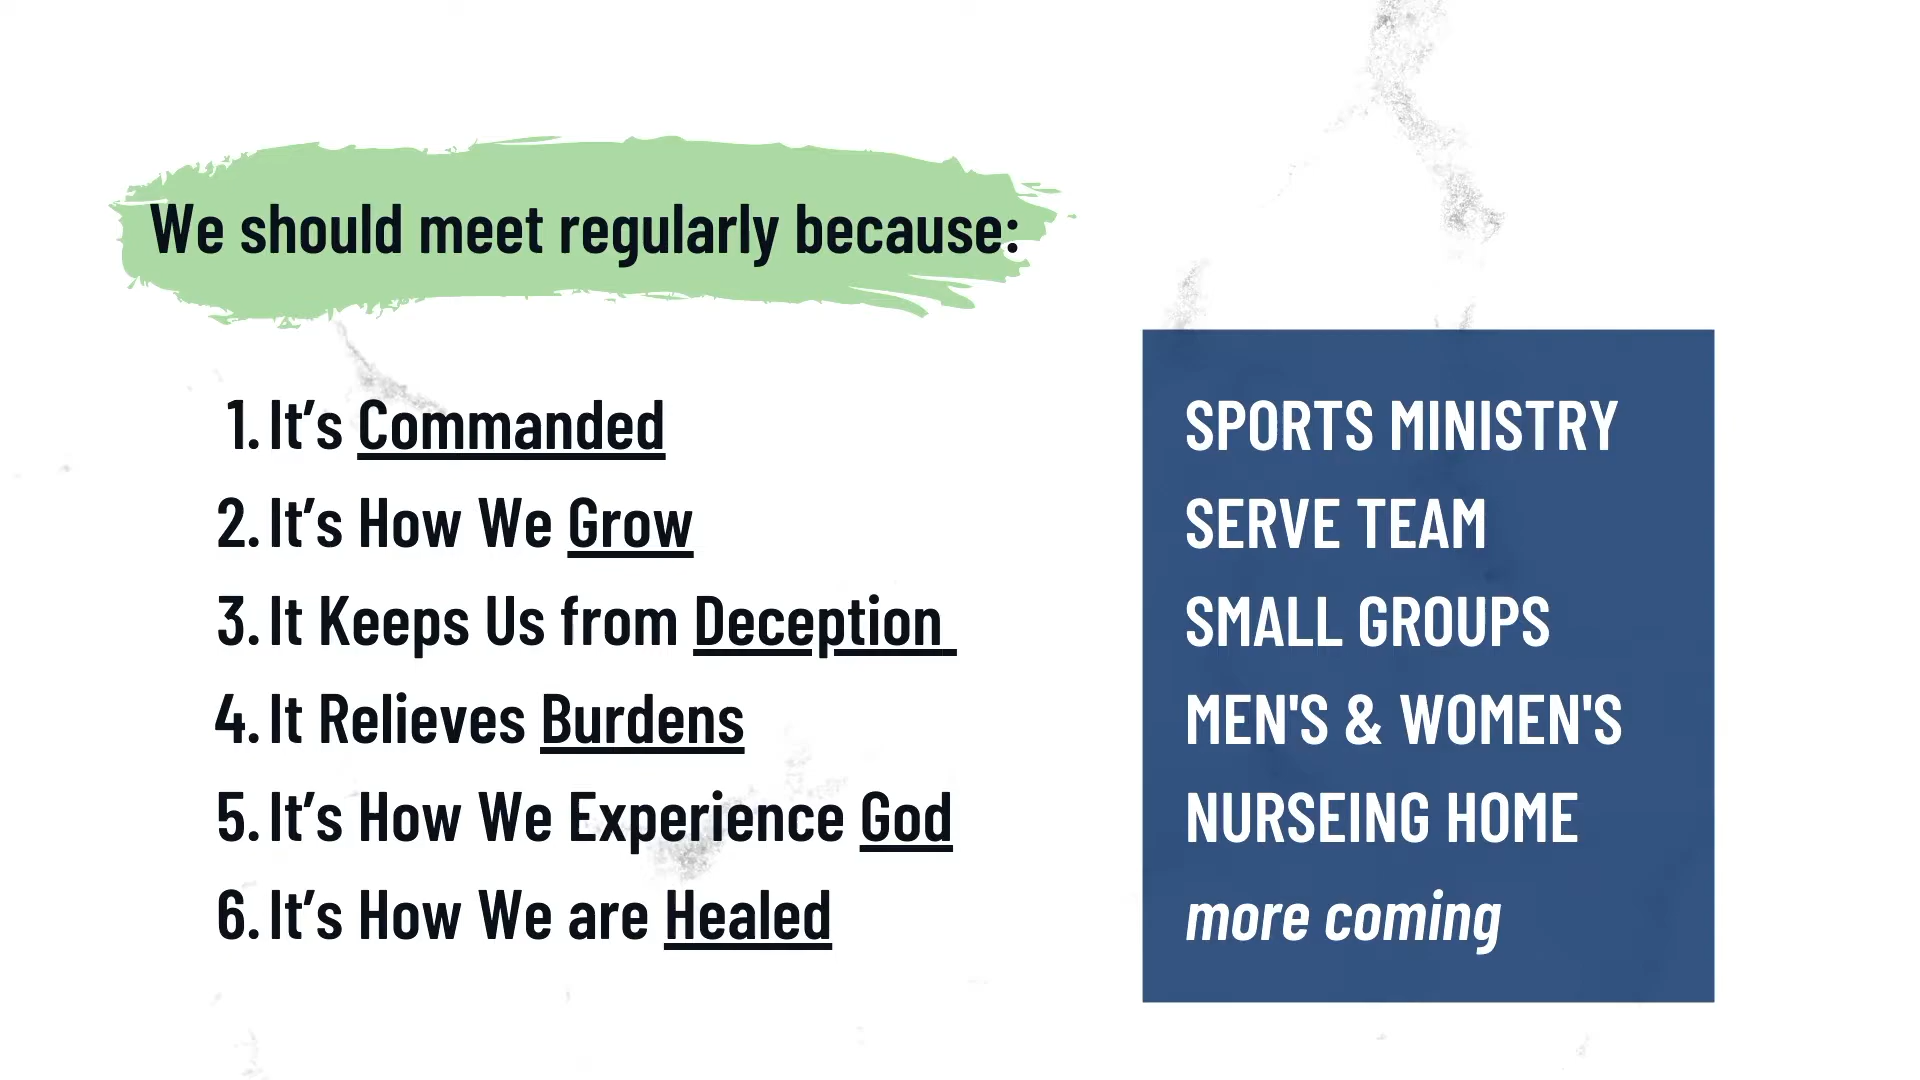 We should meet regularly because:
1. It’s Commanded
2. It’s How We Grow
3. It Keeps Us from Deception
4. It Relieves Burdens
5. It’s How We Experience God
6. It’s How We are Healed
SPORTS MINISTRY
SERVE TEAM
SMALL GROUPS
MEN'S & WOMEN'S
NURSEING HOME
more coming